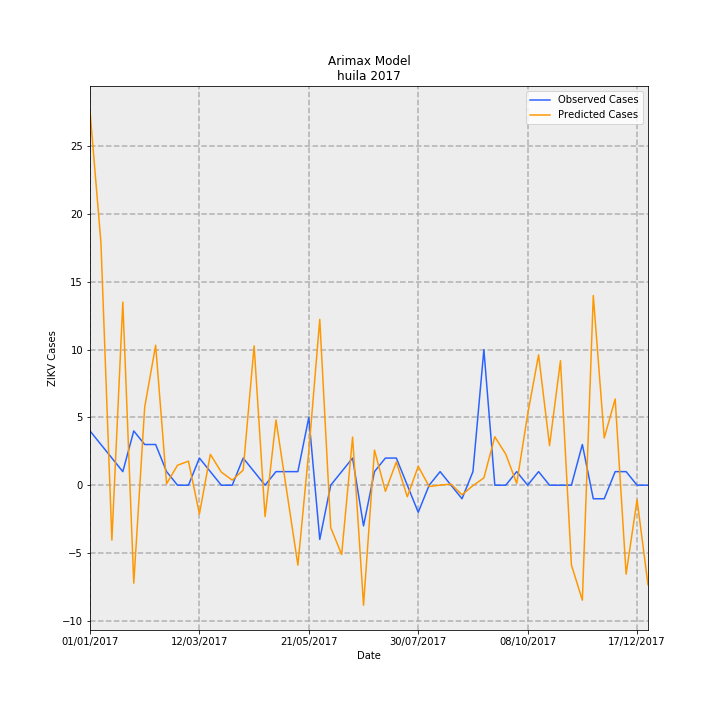 Arimax Model
huila 2017
Observed Cases
Predicted Cases
ZIKV Cases
25
20
15
10
5
0
−5
−10
01/01/2017 12/03/2017 21/05/2017 30/07/2017 08/10/2017 17/12/2017
Date